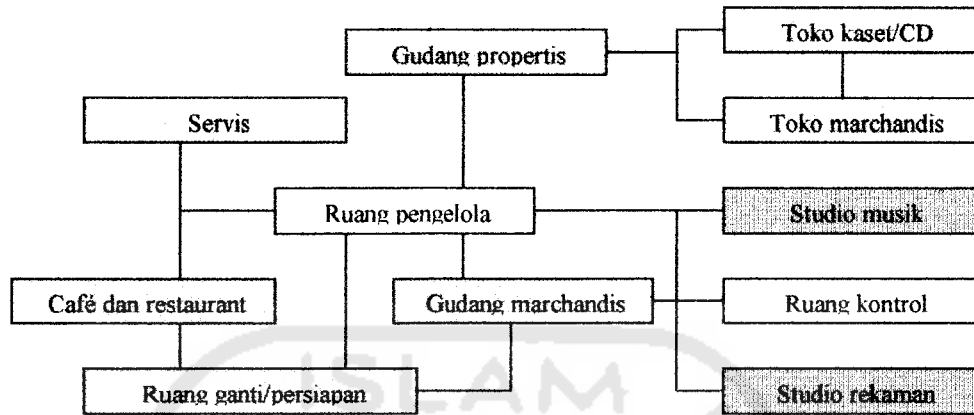 Toko kaset/CD
Gudang propertis
Servis
Toko marchandis
Ruang pengelola
Studio musik
Café dan restaurant
Gudang marchandis
Ruang kontrol
ISLAM
Ruang ganti/persiapan
Studio rekaman